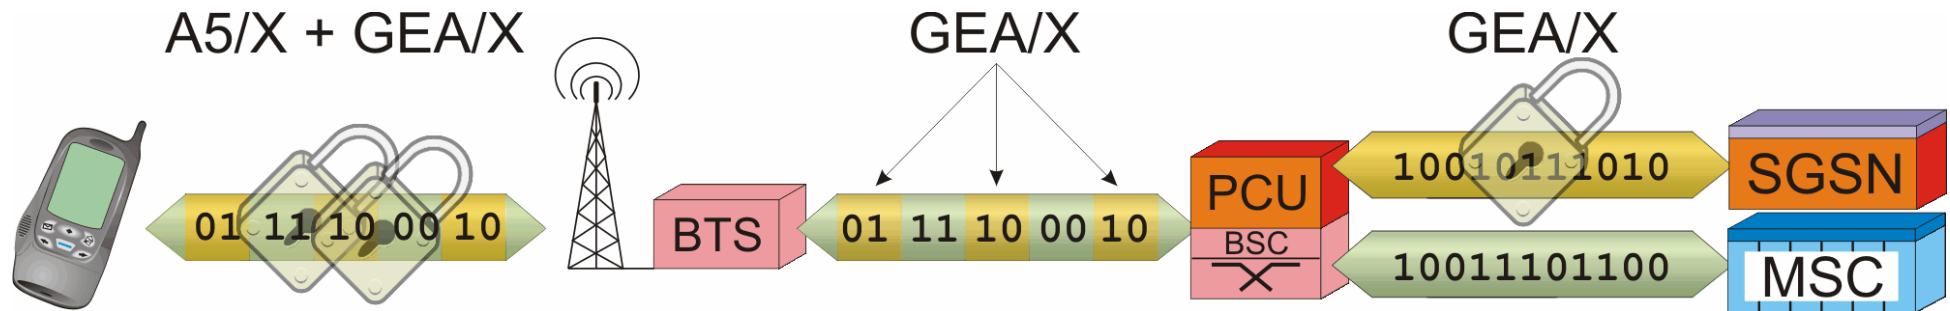 A5/X + GEA/X
GEA/X
GEA/X
01 11 10 00 10
BTS
01 11 10 00 10
PCU
BSC
10010111010
10011101100
SGSN
MSC